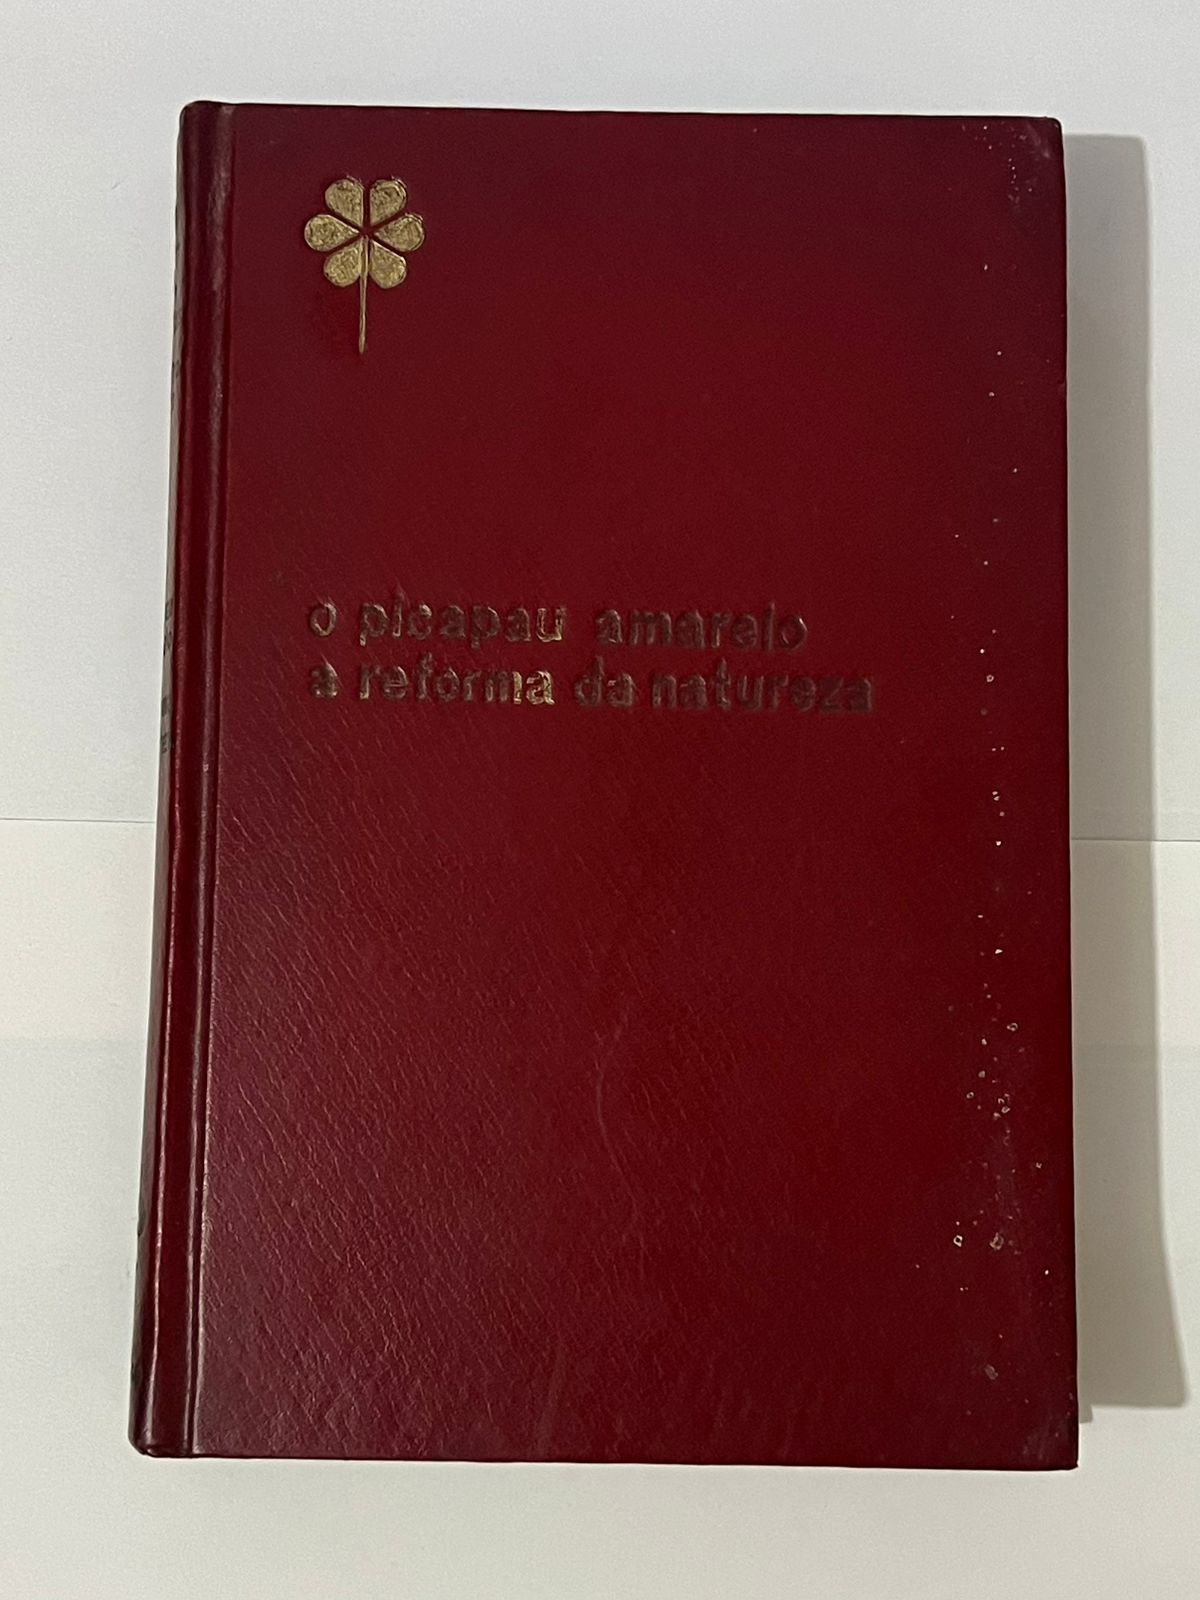 o picapau amarelo
a reforma da natureza